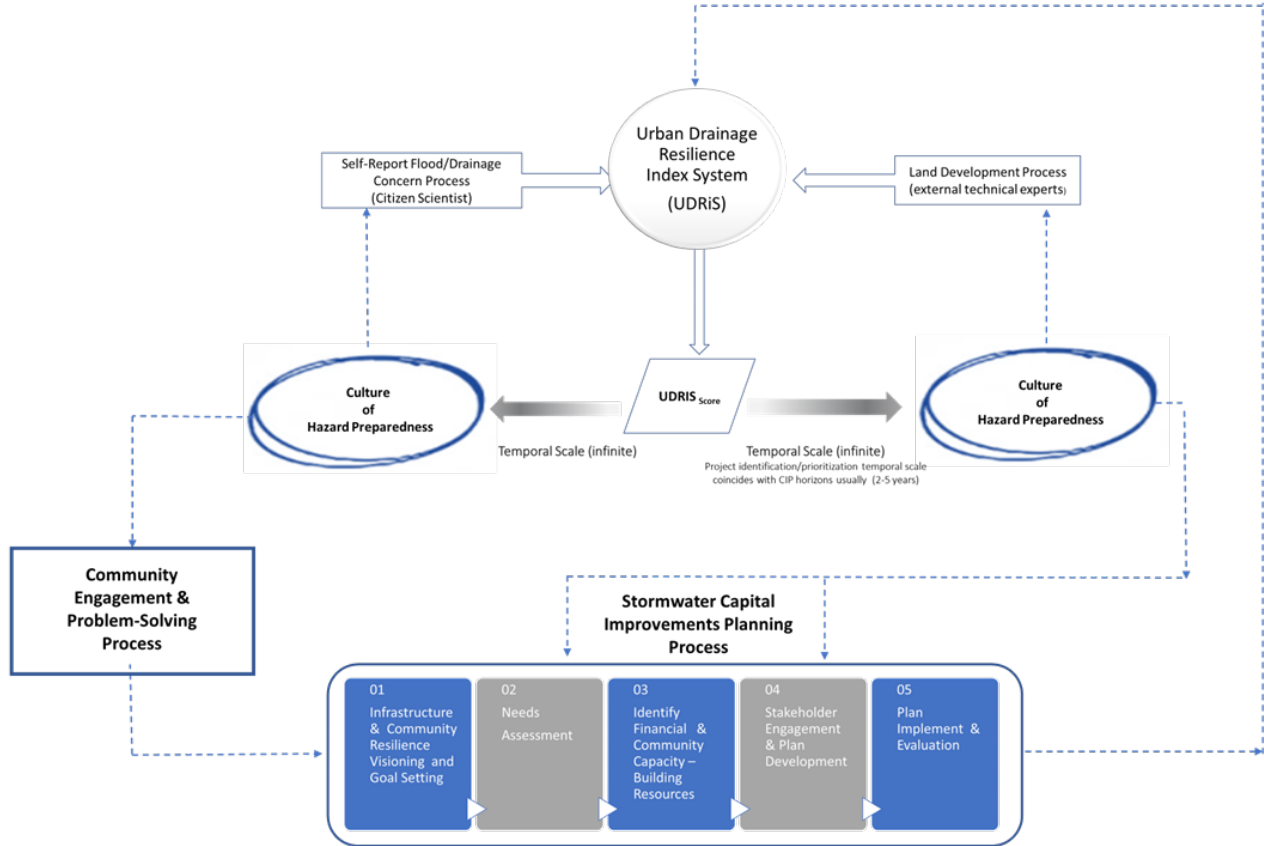 Urban Drainage
Resilience
Index System
(UDRiS)
Self-Report Flood/Drainage
Concern Process
(Citizen Scientist)
Land Development Process
(external technical experts)
Culture
of
Hazard Preparedness
UDRIS Score
Culture
of
Hazard Preparedness
Temporal Scale (infinite)
Temporal Scale (infinite)
Project identification/prioritization temporal scale
coincides with CIP horizons usually (2-5 years)
Community
Engagement &
Problem-Solving
Process
Stormwater Capital
Improvements Planning
Process
01
Infrastructure
& Community
Resilience
Visioning and
Goal Setting
02
Needs
Assessment
03
Identify
Financial &
Community
Capacity –
Building
Resources
04
Stakeholder
Engagement
& Plan
Development
05
Plan
Implement &
Evaluation